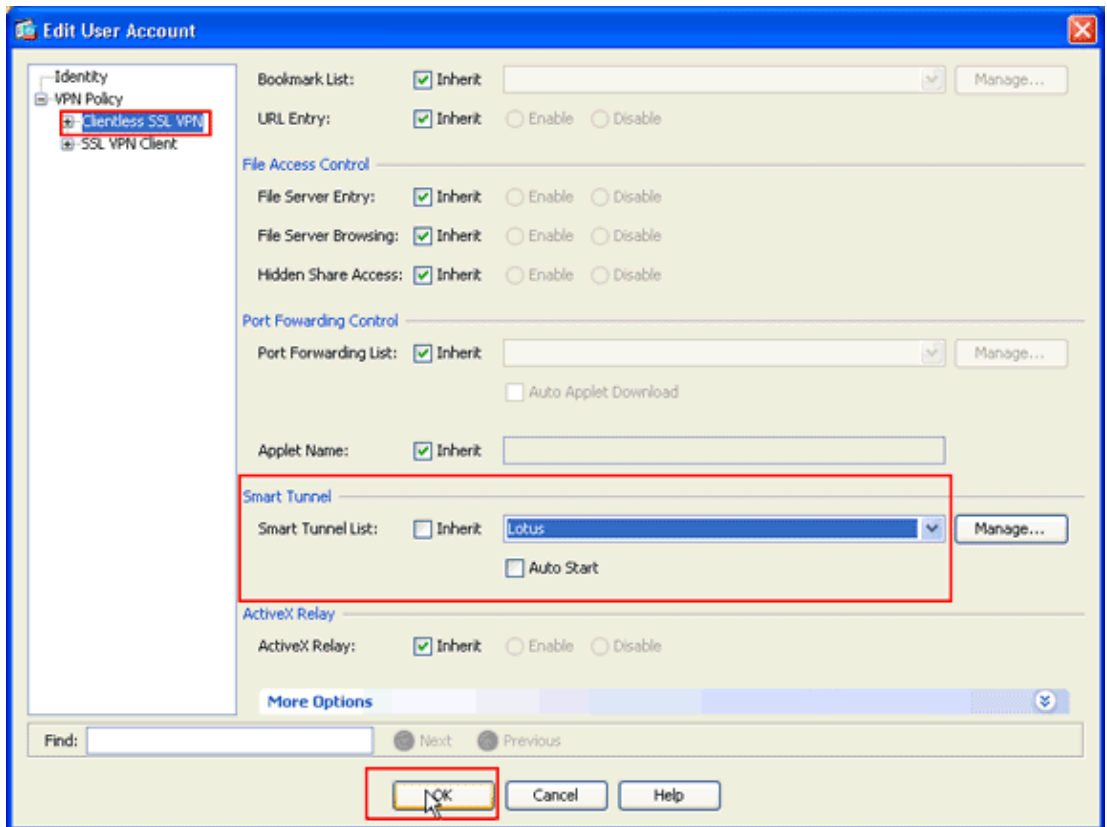 Edit User Account
Identity
VPN Policy
Clientless SSL VPN
SSL VPN Client
Bookmark List: Inherit Manage...
URL Entry: Inherit Enable Disable
File Access Control
File Server Entry: Inherit Enable Disable
File Server Browsing: Inherit Enable Disable
Hidden Share Access: Inherit Enable Disable
Port Fowarding Control
Port Forwarding List: Inherit Manage...
Auto Applet Download
Applet Name: Inherit
Smart Tunnel
Smart Tunnel List: Inherit Lotus Manage...
Auto Start
ActiveX Relay
ActiveX Relay: Inherit Enable Disable
More Options
Find: Next Previous
OK Cancel Help